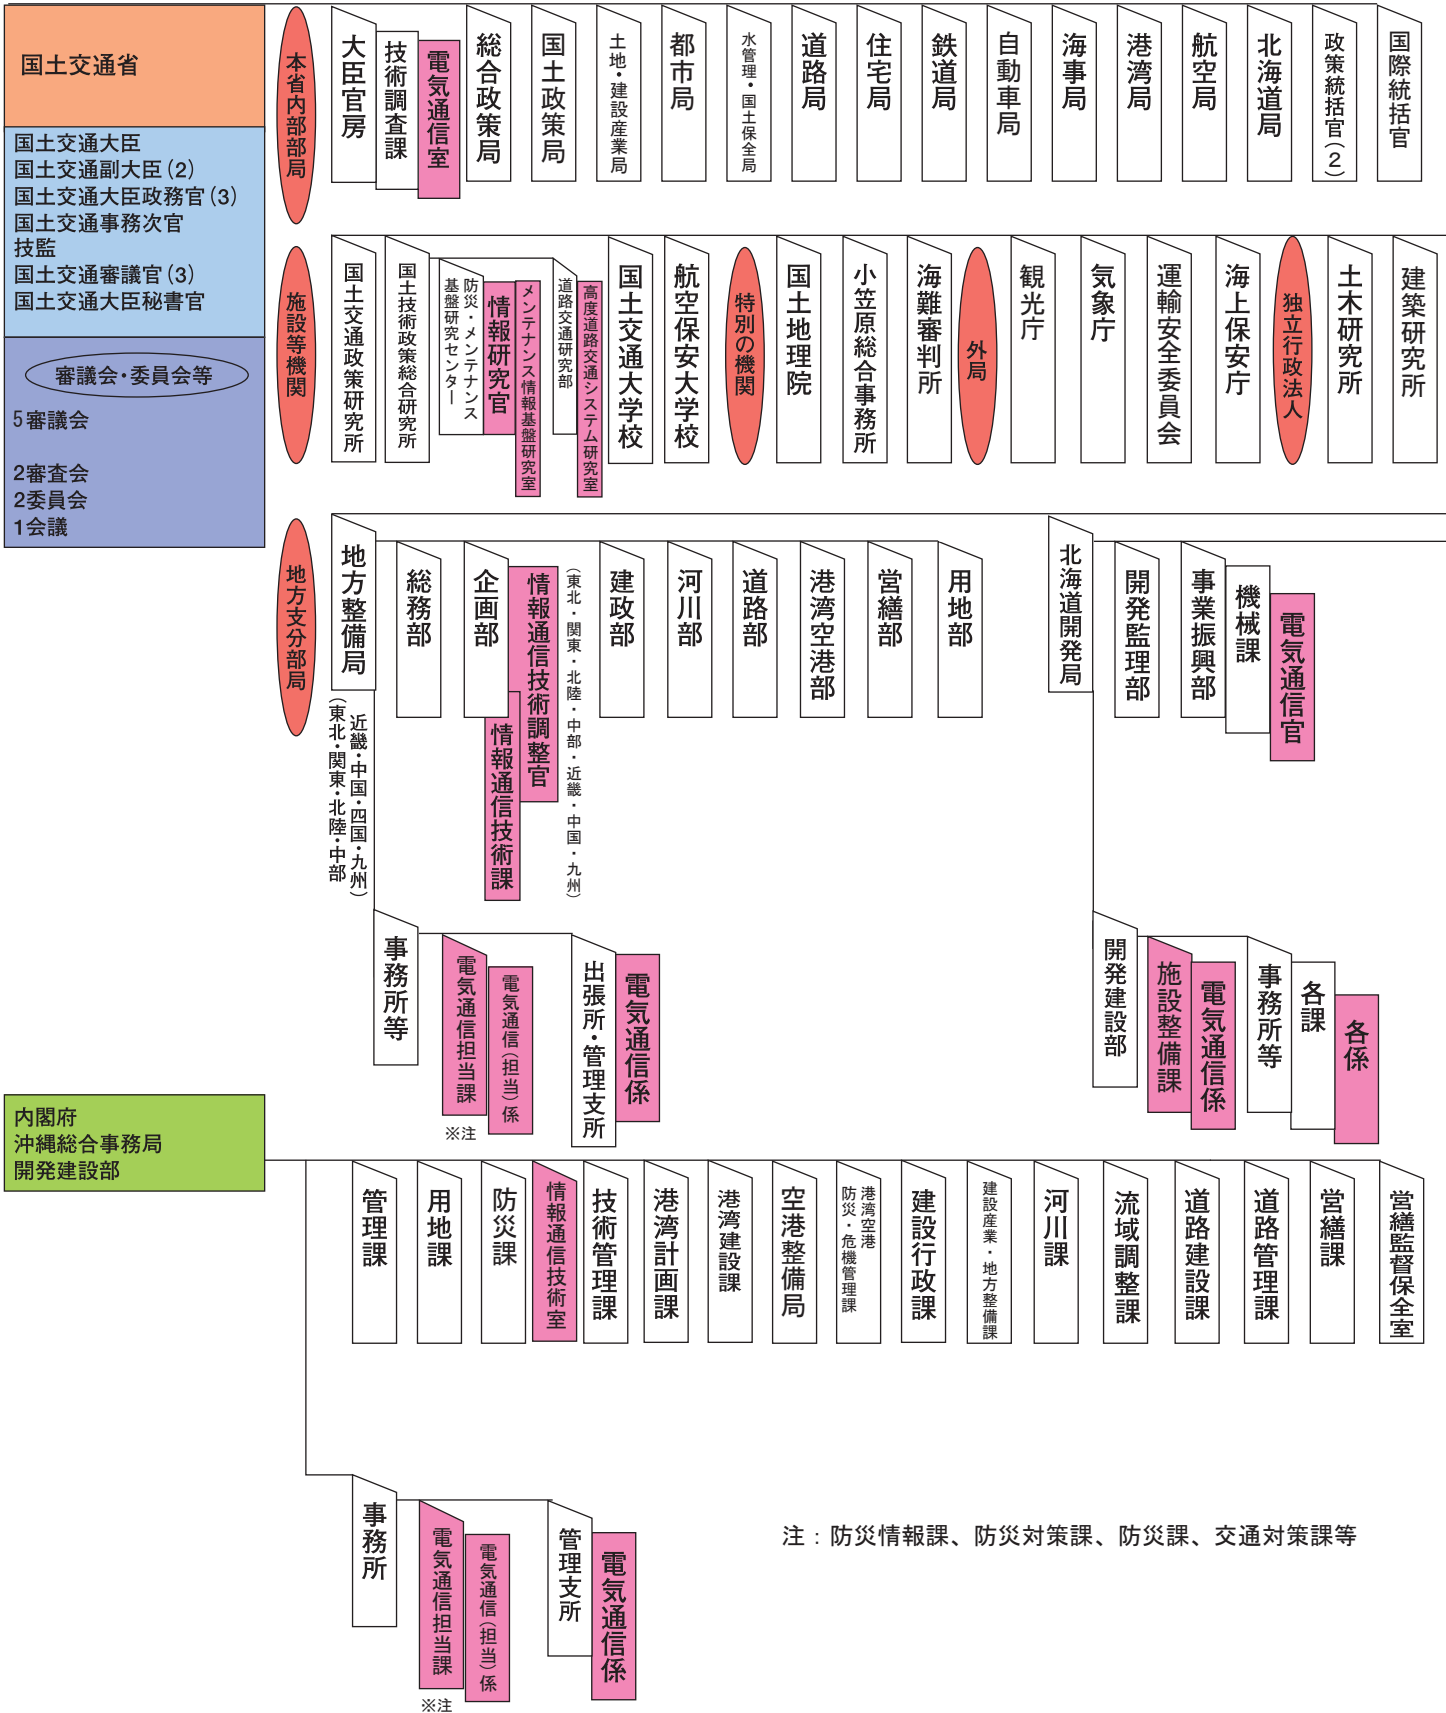 国土交通省
国土交通大臣
国土交通副大臣(2)
国土交通大臣政務官(3)
国土交通事務次官
技監
国土交通審議官(3)
国土交通大臣秘書官
審議会・委員会等
5審議会
2審査会
2委員会
1会議
本省内部部局
大臣官房
技術調査課
電気通信室
総合政策局
国土政策局
土地・建設産業局
都市局
水管理・国土保全局
道路局
住宅局
鉄道局
自動車局
海事局
港湾局
航空局
北海道局
政策統括官(2)
国際統括官
施設等機関
国土交通政策研究所
国土技術政策総合研究所
防災・メンテナンス
基盤研究センター
情報研究官
メンテナンス情報基盤研究室
道路交通研究部
高度道路交通システム研究室
国土交通大学校
航空保安大学校
特別の機関
国土地理院
小笠原総合事務所
海難審判所
外局
観光庁
気象庁
運輸安全委員会
海上保安庁
独立行政法人
土木研究所
建築研究所
地方支分部局
地方整備局
(東北・関東・北陸・中部
近畿・中国・四国・九州)
総務部
企画部
情報通信技術調整官
(東北・関東・北陸・中部・近畿・中国・九州)
情報通信技術課
建政部
河川部
道路部
港湾空港部
営繕部
用地部
北海道開発局
開発監理部
事業振興部
機械課
電気通信官
事務所等
電気通信担当課
※注
電気通信(担当)係
出張所・管理支所
電気通信係
開発建設部
施設整備課
電気通信係
事務所等
各課
各係
内閣府
沖縄総合事務局
開発建設部
管理課
用地課
防災課
情報通信技術室
技術管理課
港湾計画課
港湾建設課
空港整備局
港湾空港
防災・危機管理課
建設行政課
建設産業・地方整備課
河川課
流域調整課
道路建設課
道路管理課
営繕課
営繕監督保全室
事務所
電気通信担当課
※注
電気通信(担当)係
管理支所
電気通信係
注：防災情報課、防災対策課、防災課、交通対策課等